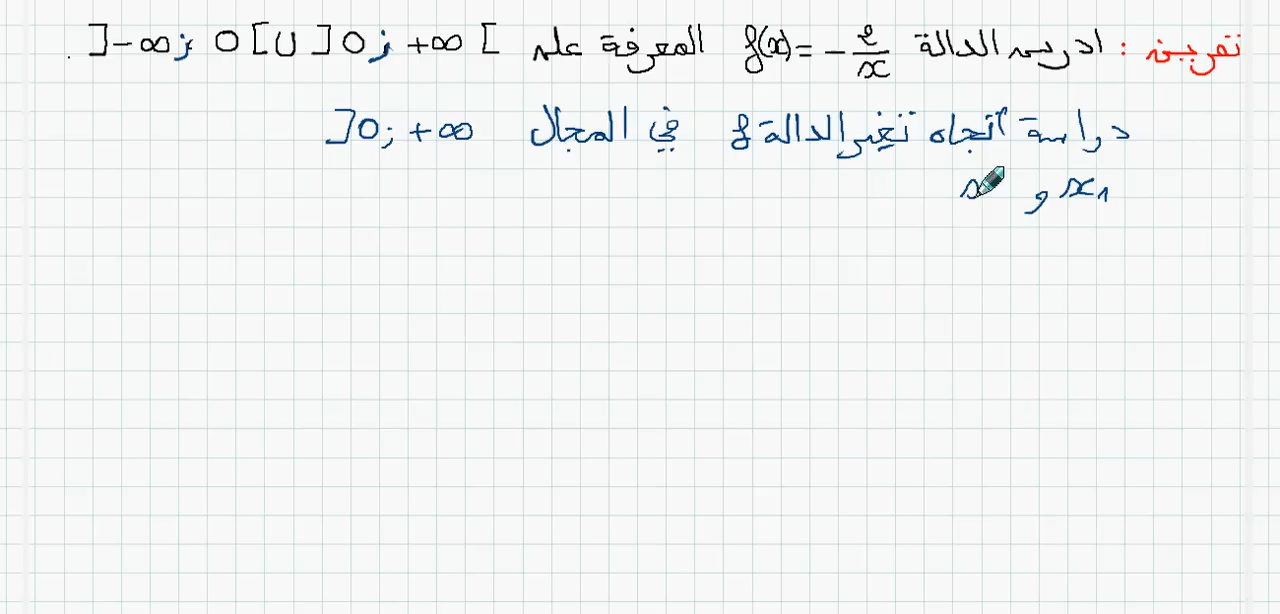 تمرين : ادرس الدالة f(x) = -2/x المعرفة على ]-∞; 0[ U ]0; +∞[
دراسة اتجاه تغير الدالة f في المجال ]0; +∞
x₁ و x